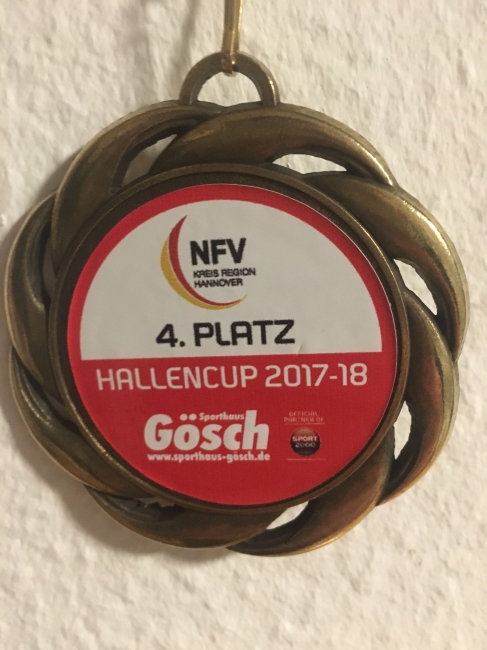 NFV
KREIS REGION
HANNOVER
4. PLATZ
HALLENCUP 2017-18
Sporthaus
Gösch
www.sporthaus-gösch.de
OFFICIAL
PARTNER OF
SPORT
2000